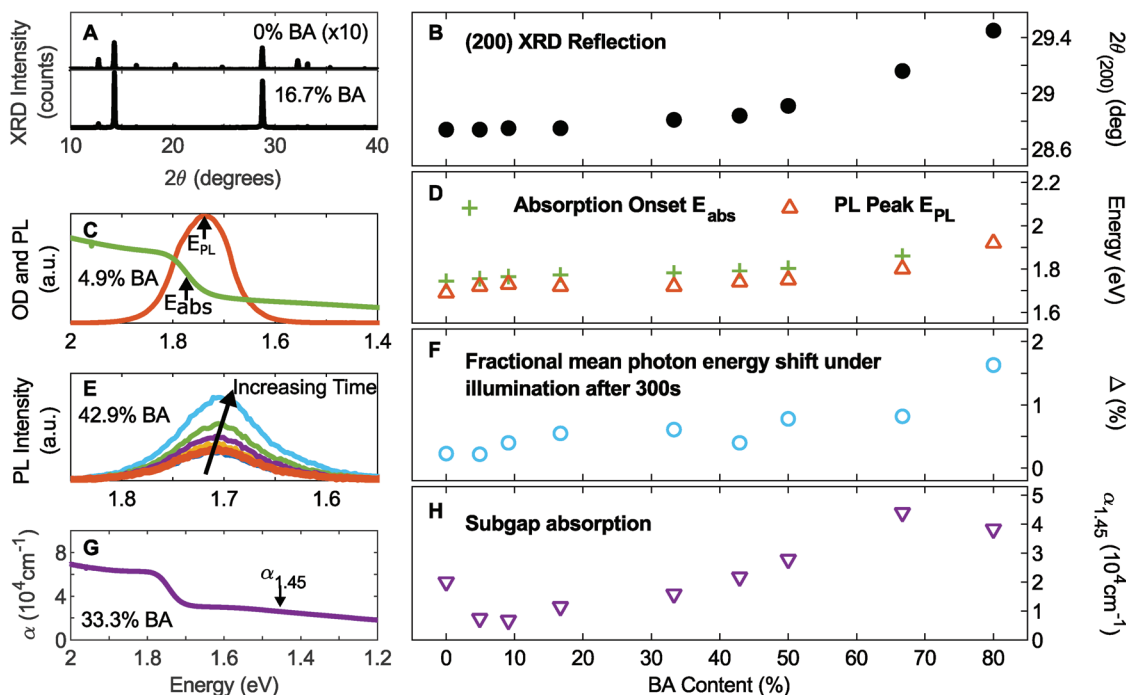 A
0% BA (x10)
16.7% BA
XRD Intensity
(counts)
10 20 30 40
2θ (degrees)
B (200) XRD Reflection
29.4
29
28.6
2θ(200) (deg)
C
EPL
4.9% BA
Eabs
OD and PL
(a.u.)
2 1.8 1.6 1.4
D Absorption Onset Eabs PL Peak EPL
2.2
2
1.8
1.6
Energy (eV)
E
Increasing Time
42.9% BA
PL Intensity
(a.u.)
1.8 1.7 1.6
F Fractional mean photon energy shift under
illumination after 300s
2
1
0
Δ (%)
G
8
4
0
α (10⁴cm⁻¹)
α1.45
33.3% BA
2 1.8 1.6 1.4 1.2
Energy (eV)
H Subgap absorption
5
4
3
2
1
0
α1.45 (10⁴cm⁻¹)
0 10 20 30 40 50 60 70 80
BA Content (%)